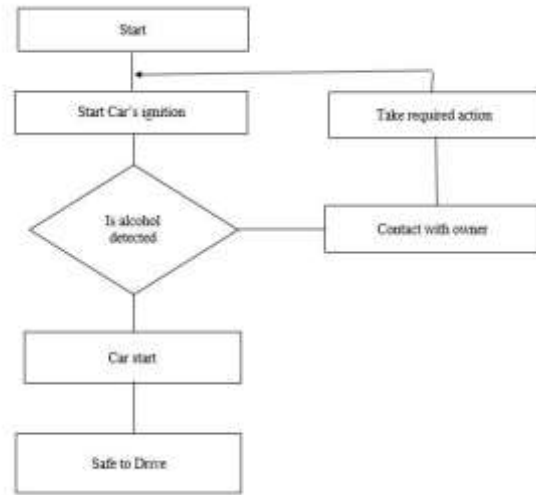 Start
Start Car's ignition
Take required action
Is alcohol
detected
Contact with owner
Car start
Safe to Drive